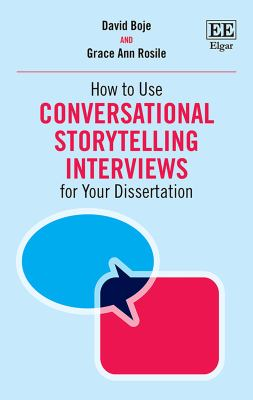 David Boje
AND
Grace Ann Rosile
EE
Elgar
How to Use
CONVERSATIONAL
STORYTELLING
INTERVIEWS
for Your Dissertation